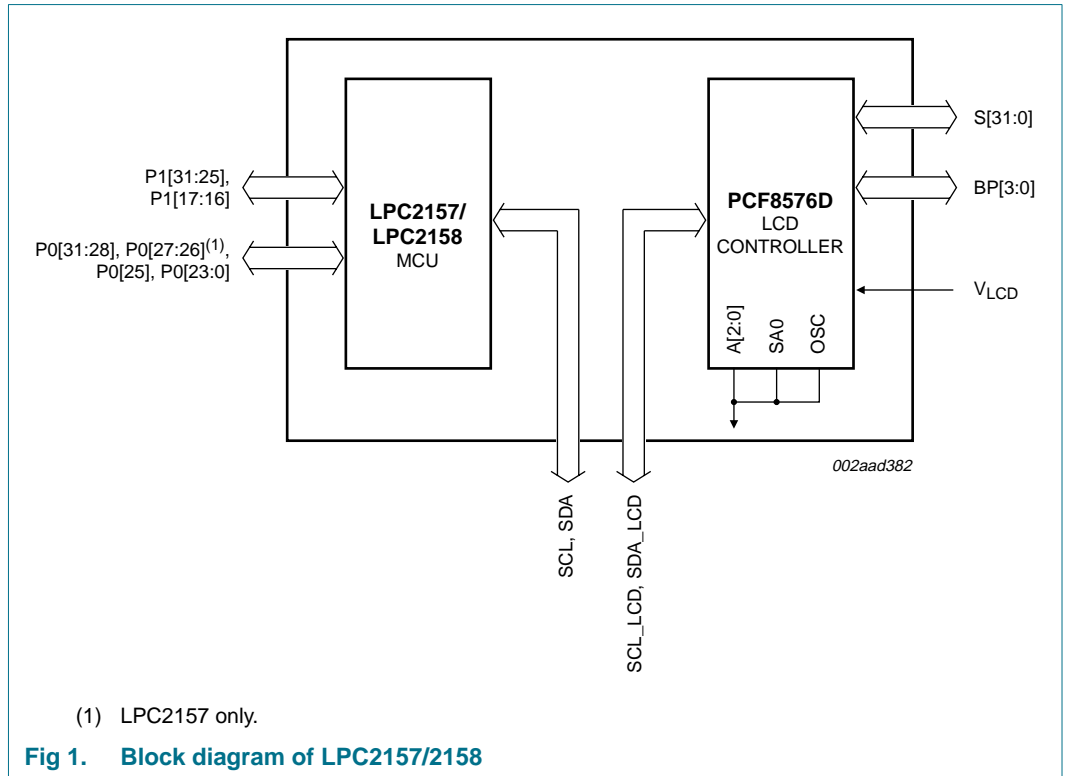 P1[31:25],
P1[17:16]
P0[31:28], P0[27:26](1),
P0[25], P0[23:0]
LPC2157/
LPC2158
MCU
PCF8576D
LCD
CONTROLLER
A[2:0]
SA0
OSC
S[31:0]
BP[3:0]
VLCD
002aad382
SCL, SDA
SCL_LCD, SDA_LCD
(1) LPC2157 only.
Fig 1. Block diagram of LPC2157/2158